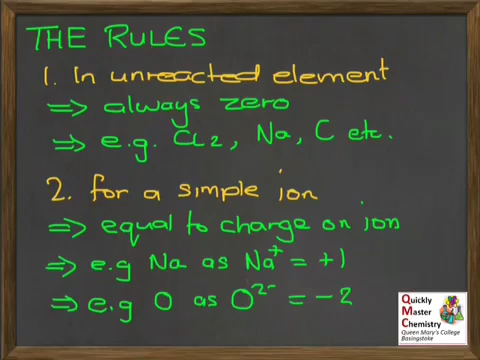 THE RULES
1. In unreacted element
⇒ always zero
⇒ e.g. Cl2, Na, C etc.
2. for a simple ion
⇒ equal to charge on ion
⇒ e.g Na as Na⁺ = +1
⇒ e.g O as O²⁻ = -2
Quickly
Master
Chemistry
Queen Mary's College
Basingstoke